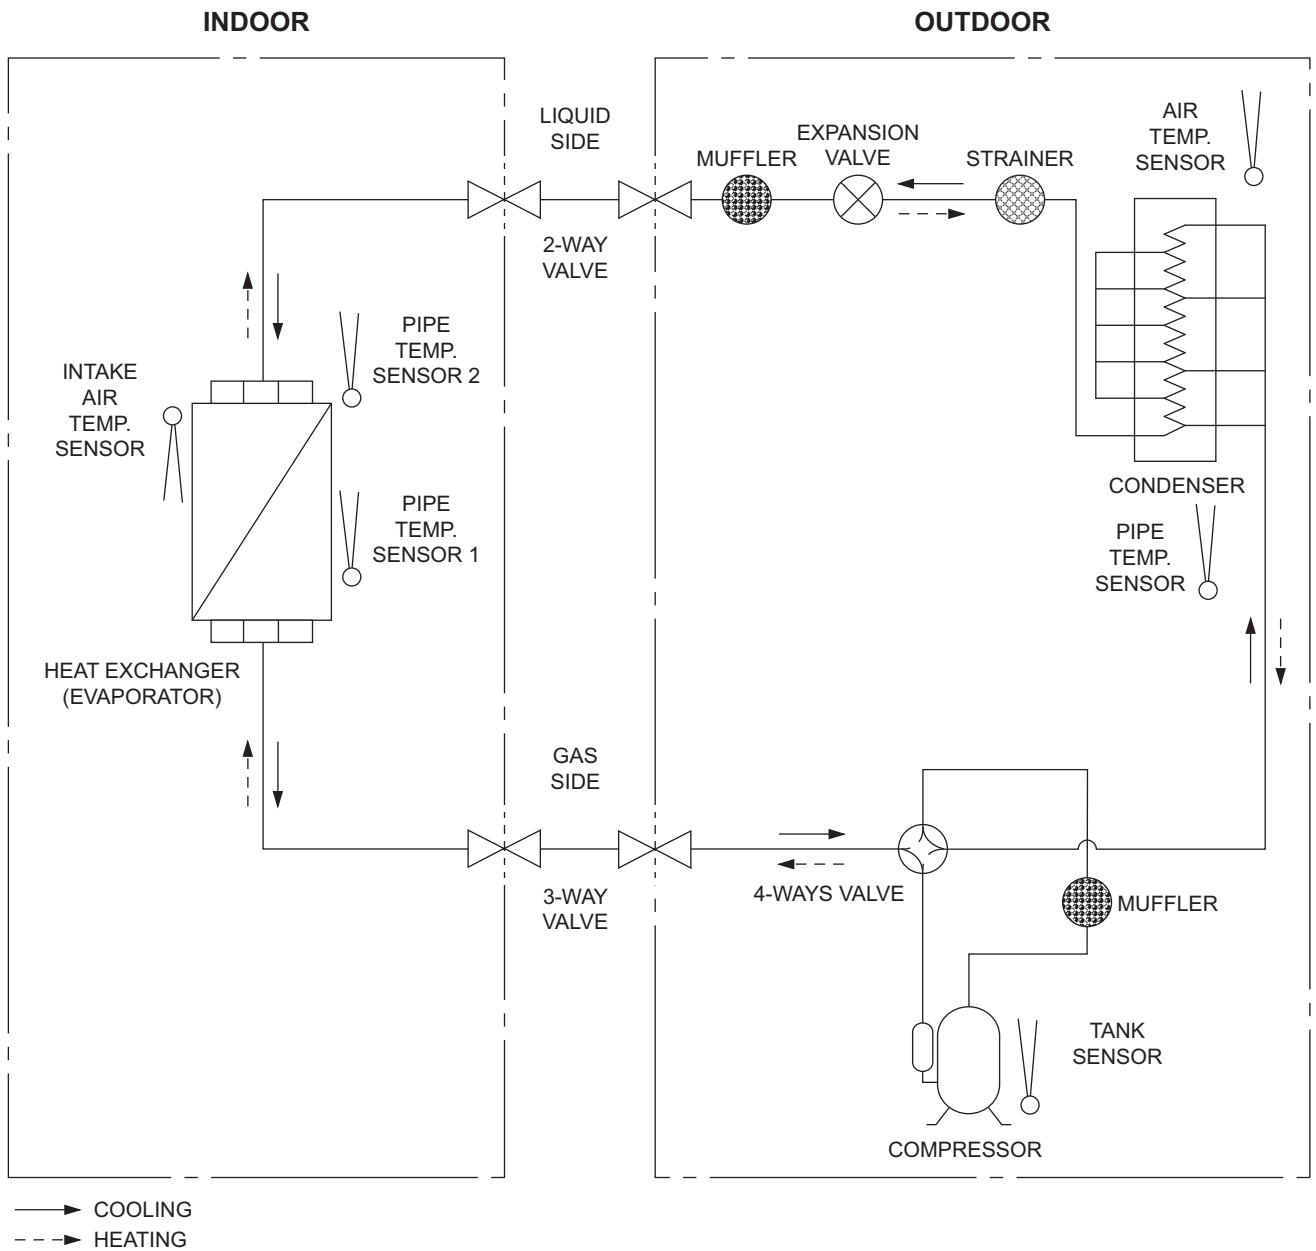 INDOOR
OUTDOOR
LIQUID
SIDE
MUFFLER
EXPANSION
VALVE
STRAINER
AIR
TEMP.
SENSOR
2-WAY
VALVE
PIPE
TEMP.
SENSOR 2
INTAKE
AIR
TEMP.
SENSOR
PIPE
TEMP.
SENSOR 1
CONDENSER
PIPE
TEMP.
SENSOR
HEAT EXCHANGER
(EVAPORATOR)
GAS
SIDE
3-WAY
VALVE
4-WAYS VALVE
MUFFLER
TANK
SENSOR
COMPRESSOR
COOLING
HEATING